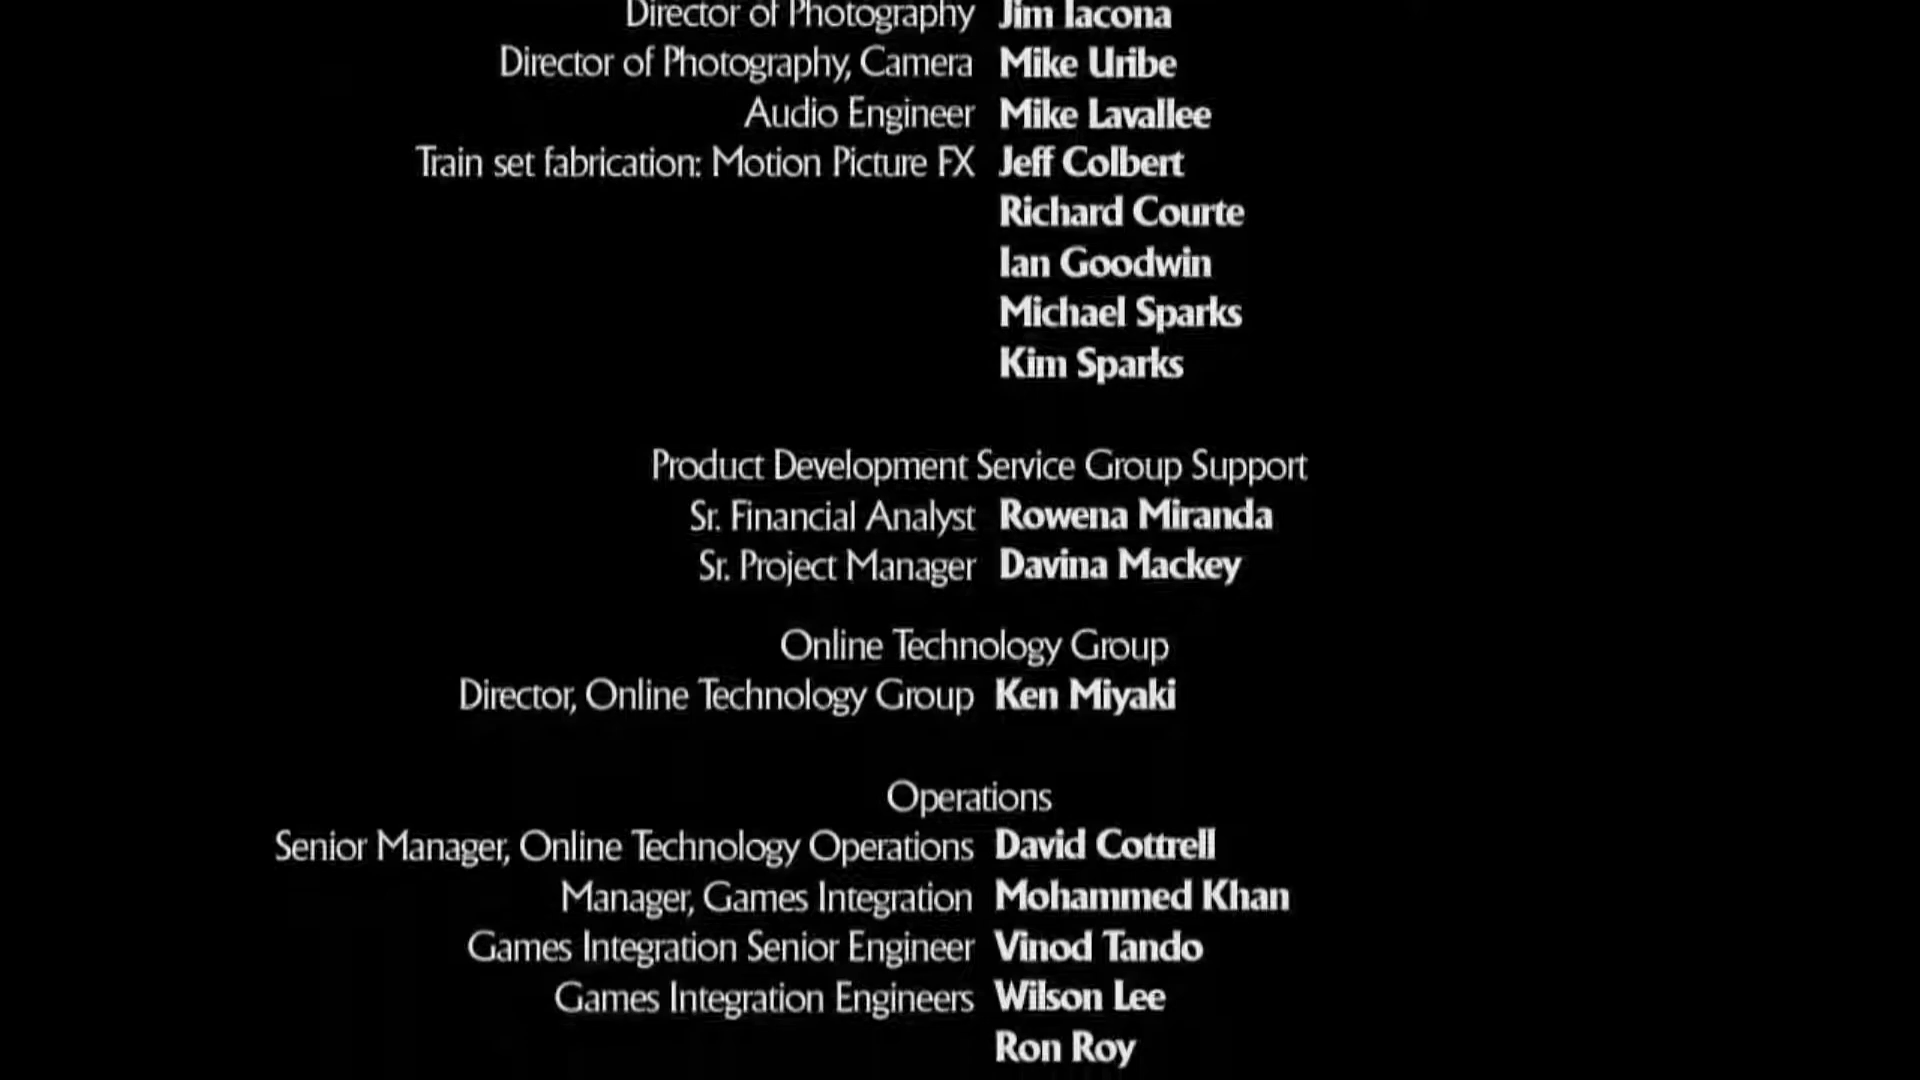 Director of Photography Jim Iacona
Director of Photography, Camera Mike Uribe
Audio Engineer Mike Lavallee
Train set fabrication: Motion Picture FX Jeff Colbert
Richard Courte
Ian Goodwin
Michael Sparks
Kim Sparks
Product Development Service Group Support
Sr. Financial Analyst Rowena Miranda
Sr. Project Manager Davina Mackey
Online Technology Group
Director, Online Technology Group Ken Miyaki
Operations
Senior Manager, Online Technology Operations David Cottrell
Manager, Games Integration Mohammed Khan
Games Integration Senior Engineer Vinod Tando
Games Integration Engineers Wilson Lee
Ron Roy